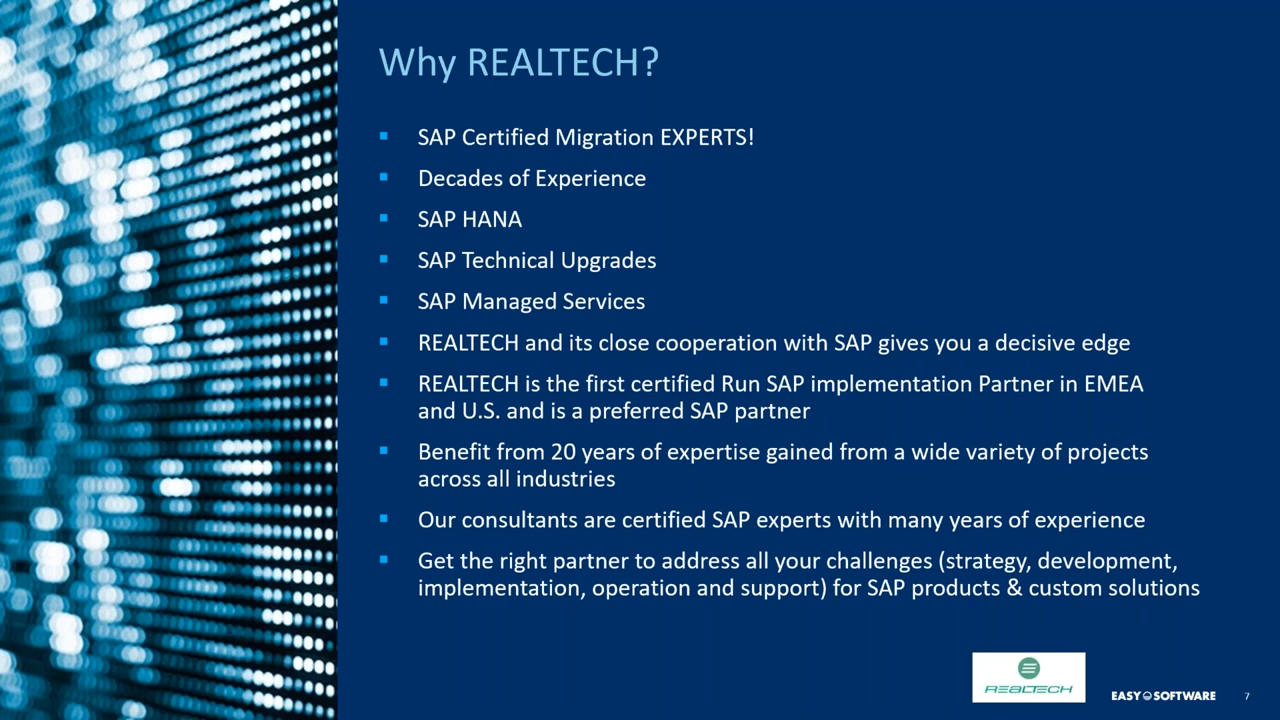 Why REALTECH?
▪ SAP Certified Migration EXPERTS!
▪ Decades of Experience
▪ SAP HANA
▪ SAP Technical Upgrades
▪ SAP Managed Services
▪ REALTECH and its close cooperation with SAP gives you a decisive edge
▪ REALTECH is the first certified Run SAP implementation Partner in EMEA
and U.S. and is a preferred SAP partner
▪ Benefit from 20 years of expertise gained from a wide variety of projects
across all industries
▪ Our consultants are certified SAP experts with many years of experience
▪ Get the right partner to address all your challenges (strategy, development,
implementation, operation and support) for SAP products & custom solutions
REALTECH
EASY SOFTWARE
7